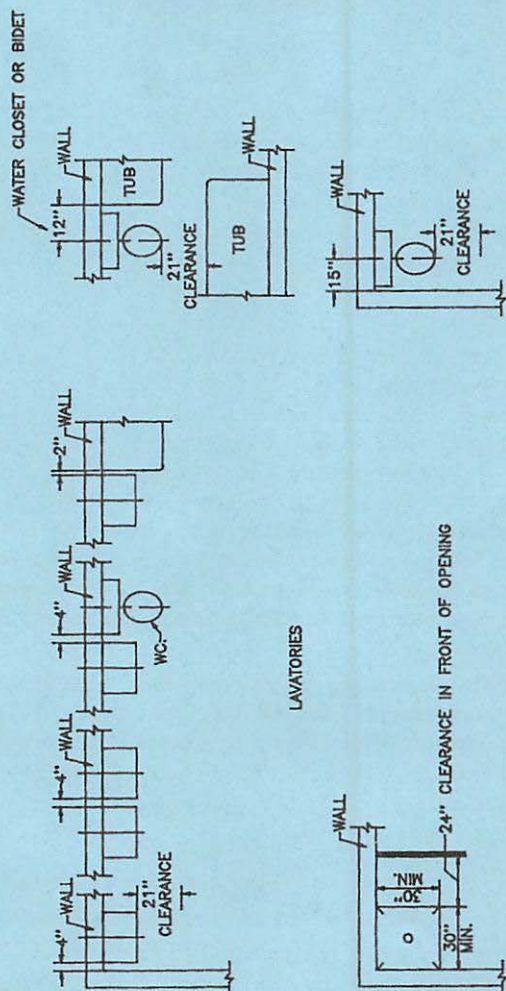 4"
WALL
21"
CLEARANCE
4"
WALL
4"
WALL
WC.
2"
WALL
LAVATORIES
WATER CLOSET OR BIDET
12"
WALL
TUB
21"
CLEARANCE
TUB
WALL
WALL
30"
MIN.
30"
MIN.
24" CLEARANCE IN FRONT OF OPENING
15"
WALL
21"
CLEARANCE